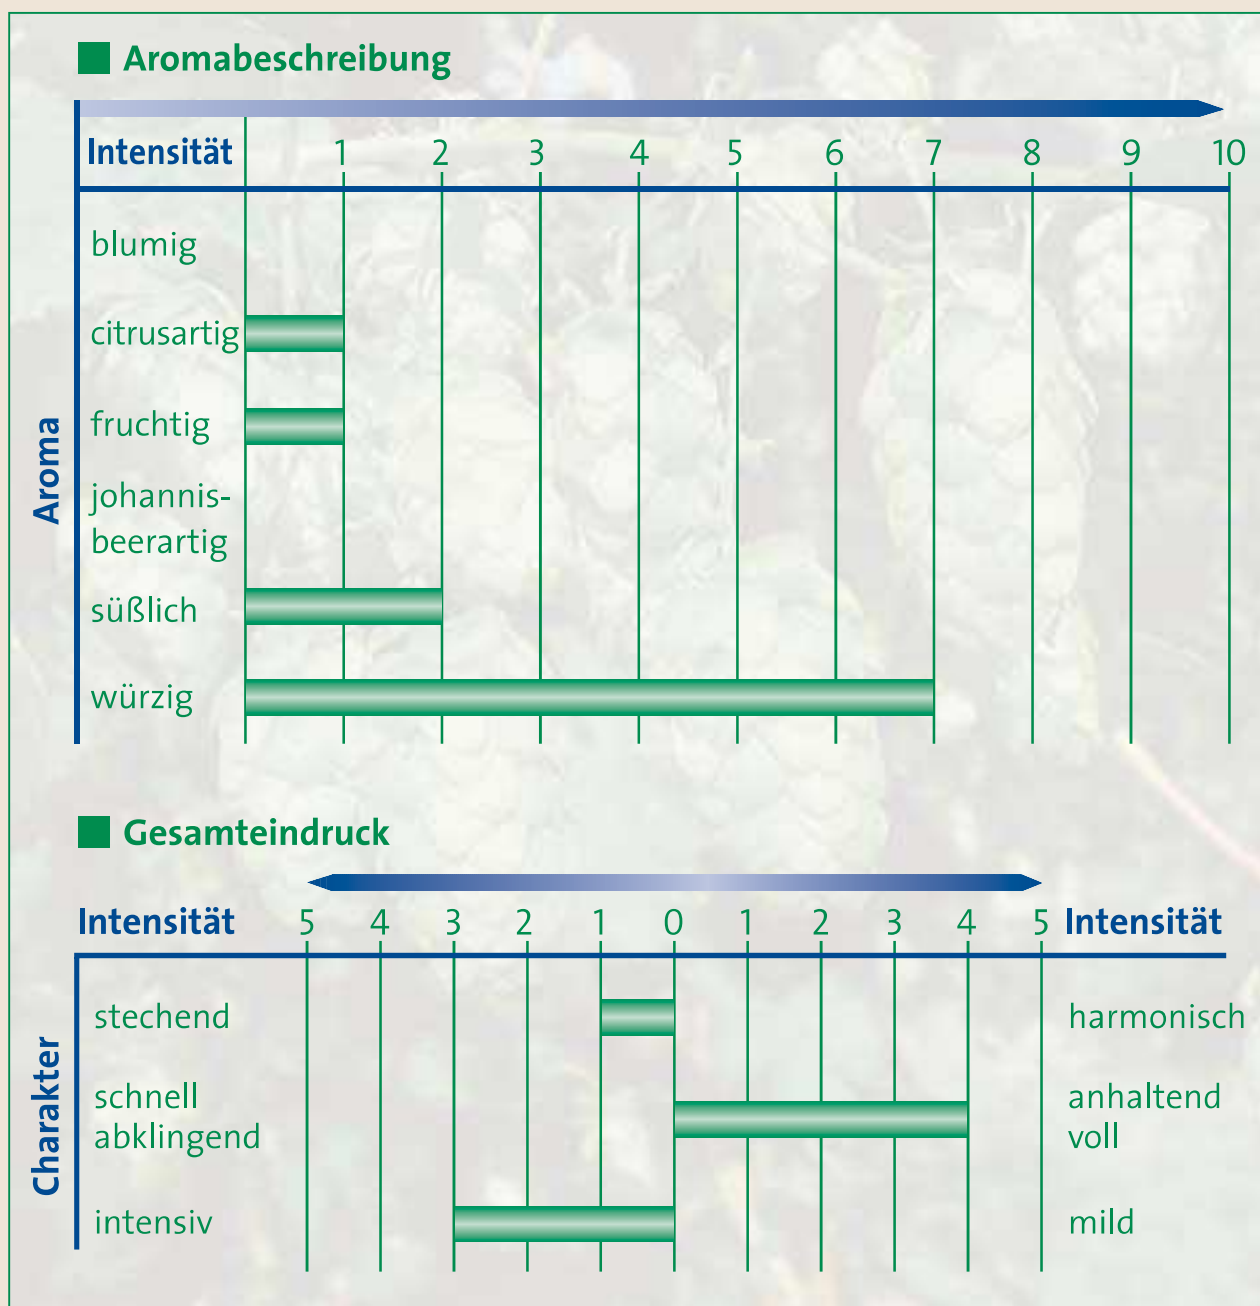 Aromabeschreibung
Intensität 1 2 3 4 5 6 7 8 9 10
Aroma
blumig
citrusartig
fruchtig
johannis-
beerartig
süßlich
würzig
Gesamteindruck
Intensität 5 4 3 2 1 0 1 2 3 4 5 Intensität
Charakter
stechend harmonisch
schnell anhaltend
abklingend voll
intensiv mild